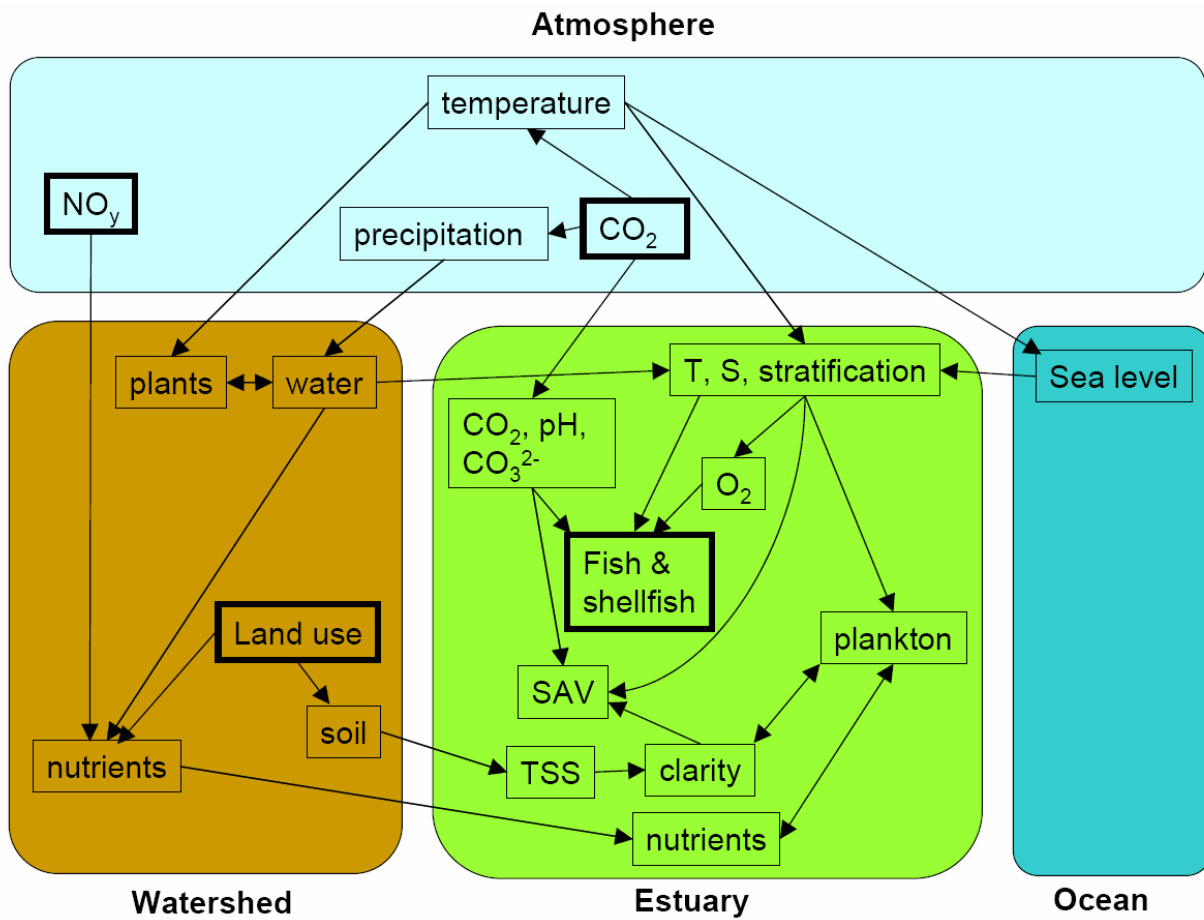 Atmosphere
temperature
NOy
precipitation
CO2
plants
water
T, S, stratification
Sea level
CO2, pH,
CO3²⁻
O2
Fish &
shellfish
Land use
plankton
SAV
soil
nutrients
TSS
clarity
nutrients
Watershed
Estuary
Ocean